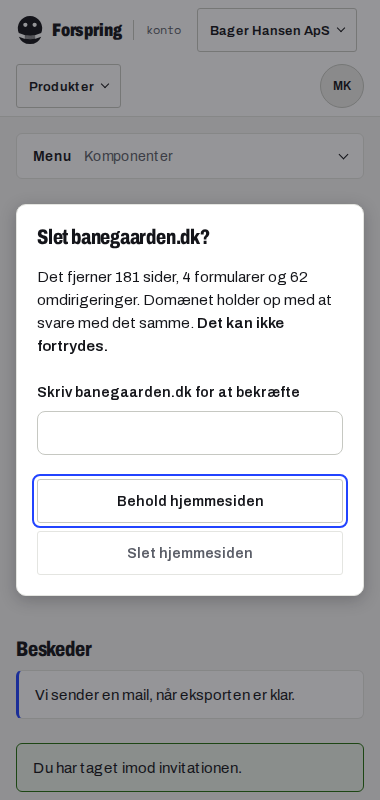 Forspring
konto
Bager Hansen ApS
Produkter
MK
Menu Komponenter
Slet banegaarden.dk?
Det fjerner 181 sider, 4 formularer og 62
omdirigeringer. Domænet holder op med at
svare med det samme. Det kan ikke
fortrydes.
Skriv banegaarden.dk for at bekræfte
Behold hjemmesiden
Slet hjemmesiden
Beskeder
Vi sender en mail, når eksporten er klar.
Du har taget imod invitationen.